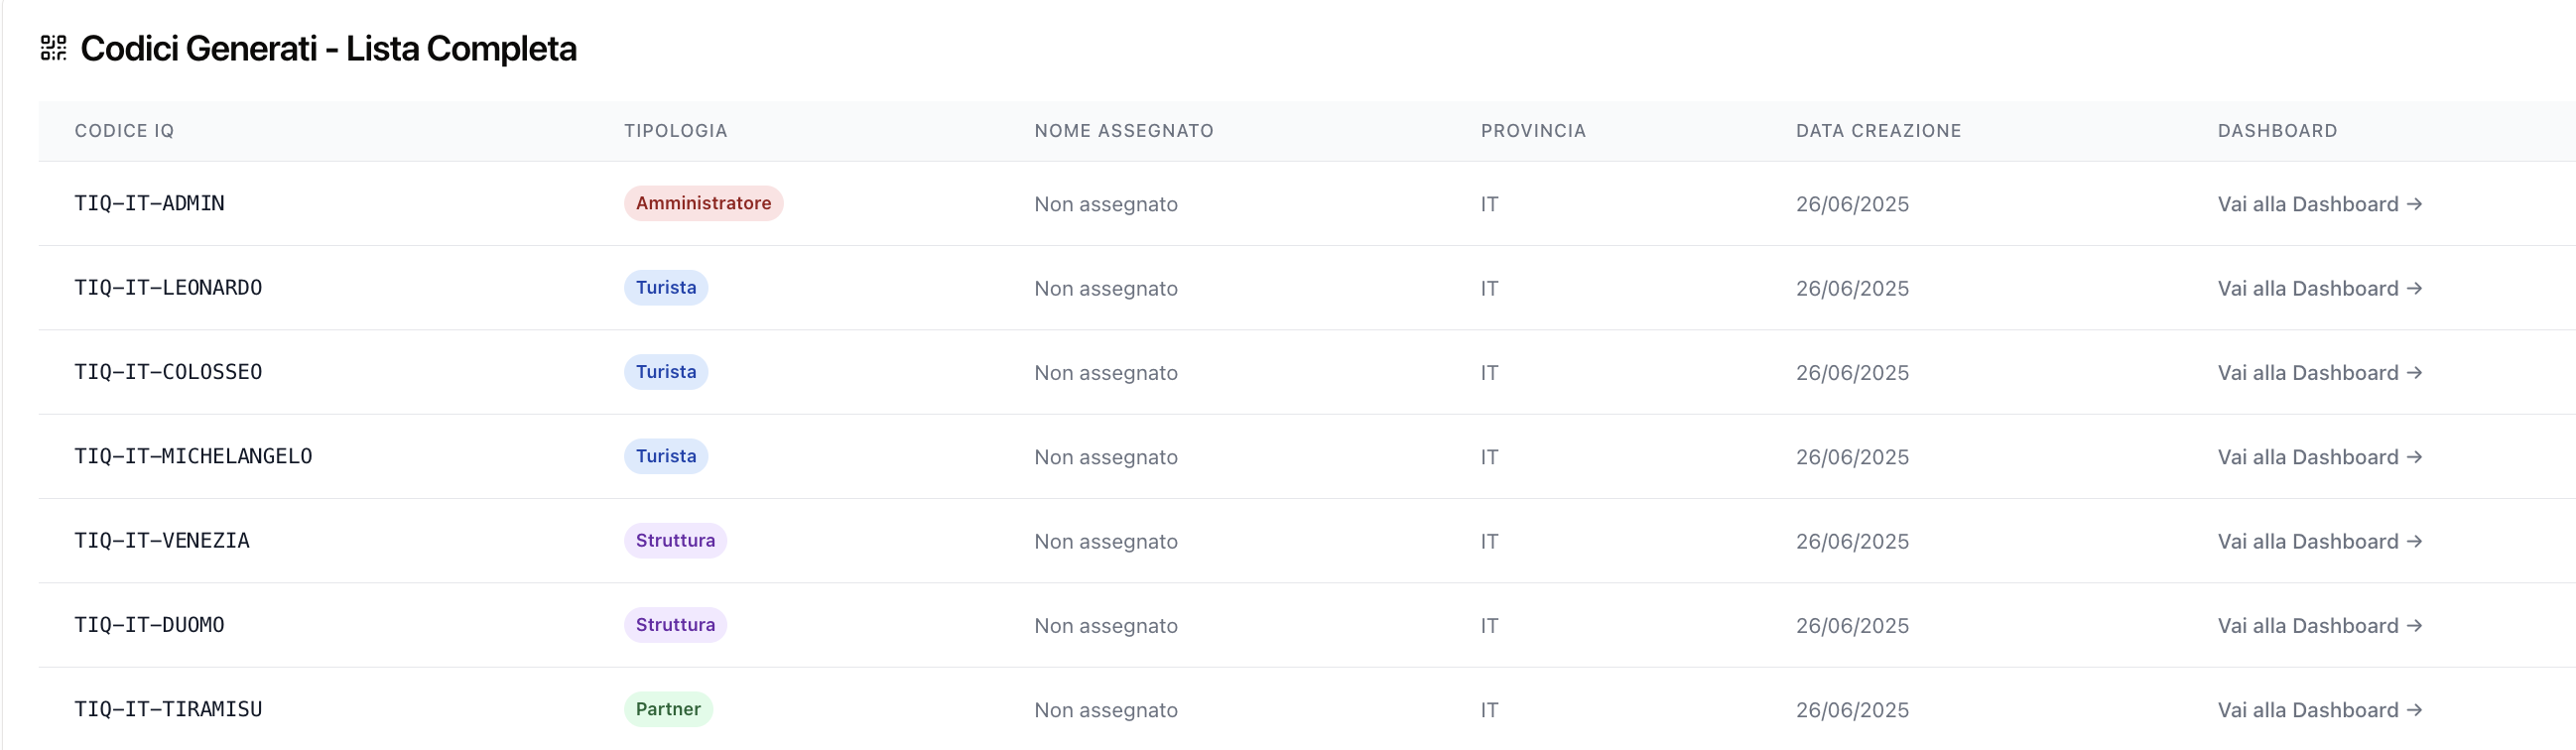 Codici Generati - Lista Completa
CODICE IQ TIPOLOGIA NOME ASSEGNATO PROVINCIA DATA CREAZIONE DASHBOARD
TIQ-IT-ADMIN Amministratore Non assegnato IT 26/06/2025 Vai alla Dashboard →
TIQ-IT-LEONARDO Turista Non assegnato IT 26/06/2025 Vai alla Dashboard →
TIQ-IT-COLOSSEO Turista Non assegnato IT 26/06/2025 Vai alla Dashboard →
TIQ-IT-MICHELANGELO Turista Non assegnato IT 26/06/2025 Vai alla Dashboard →
TIQ-IT-VENEZIA Struttura Non assegnato IT 26/06/2025 Vai alla Dashboard →
TIQ-IT-DUOMO Struttura Non assegnato IT 26/06/2025 Vai alla Dashboard →
TIQ-IT-TIRAMISU Partner Non assegnato IT 26/06/2025 Vai alla Dashboard →